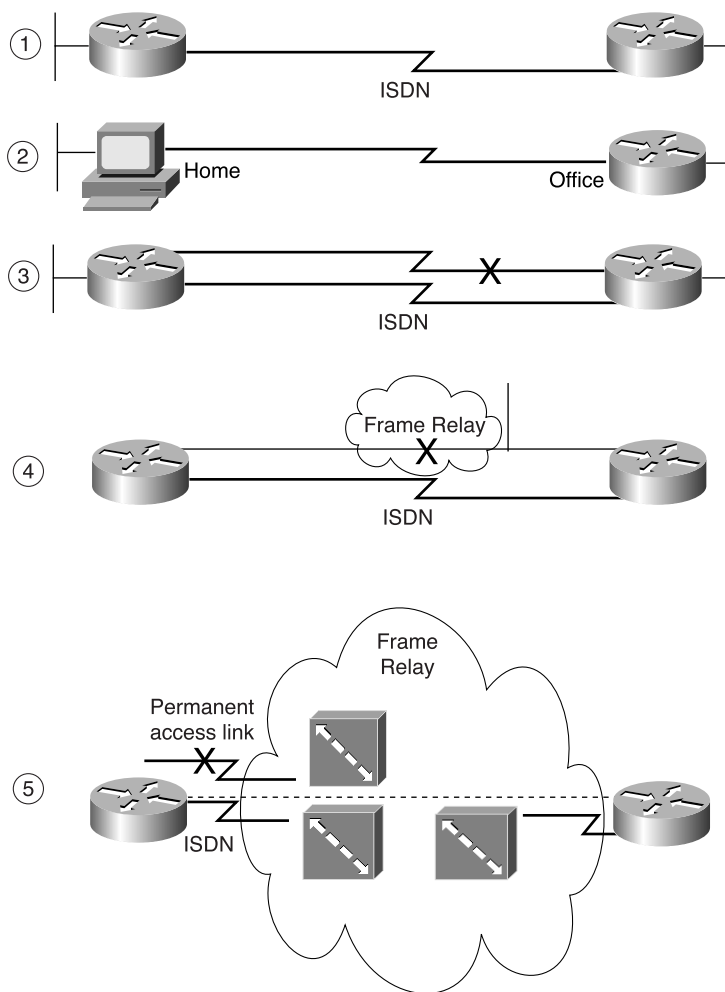 1
ISDN
2
Home
Office
3
ISDN
Frame Relay
4
ISDN
Frame
Relay
Permanent
access link
5
ISDN